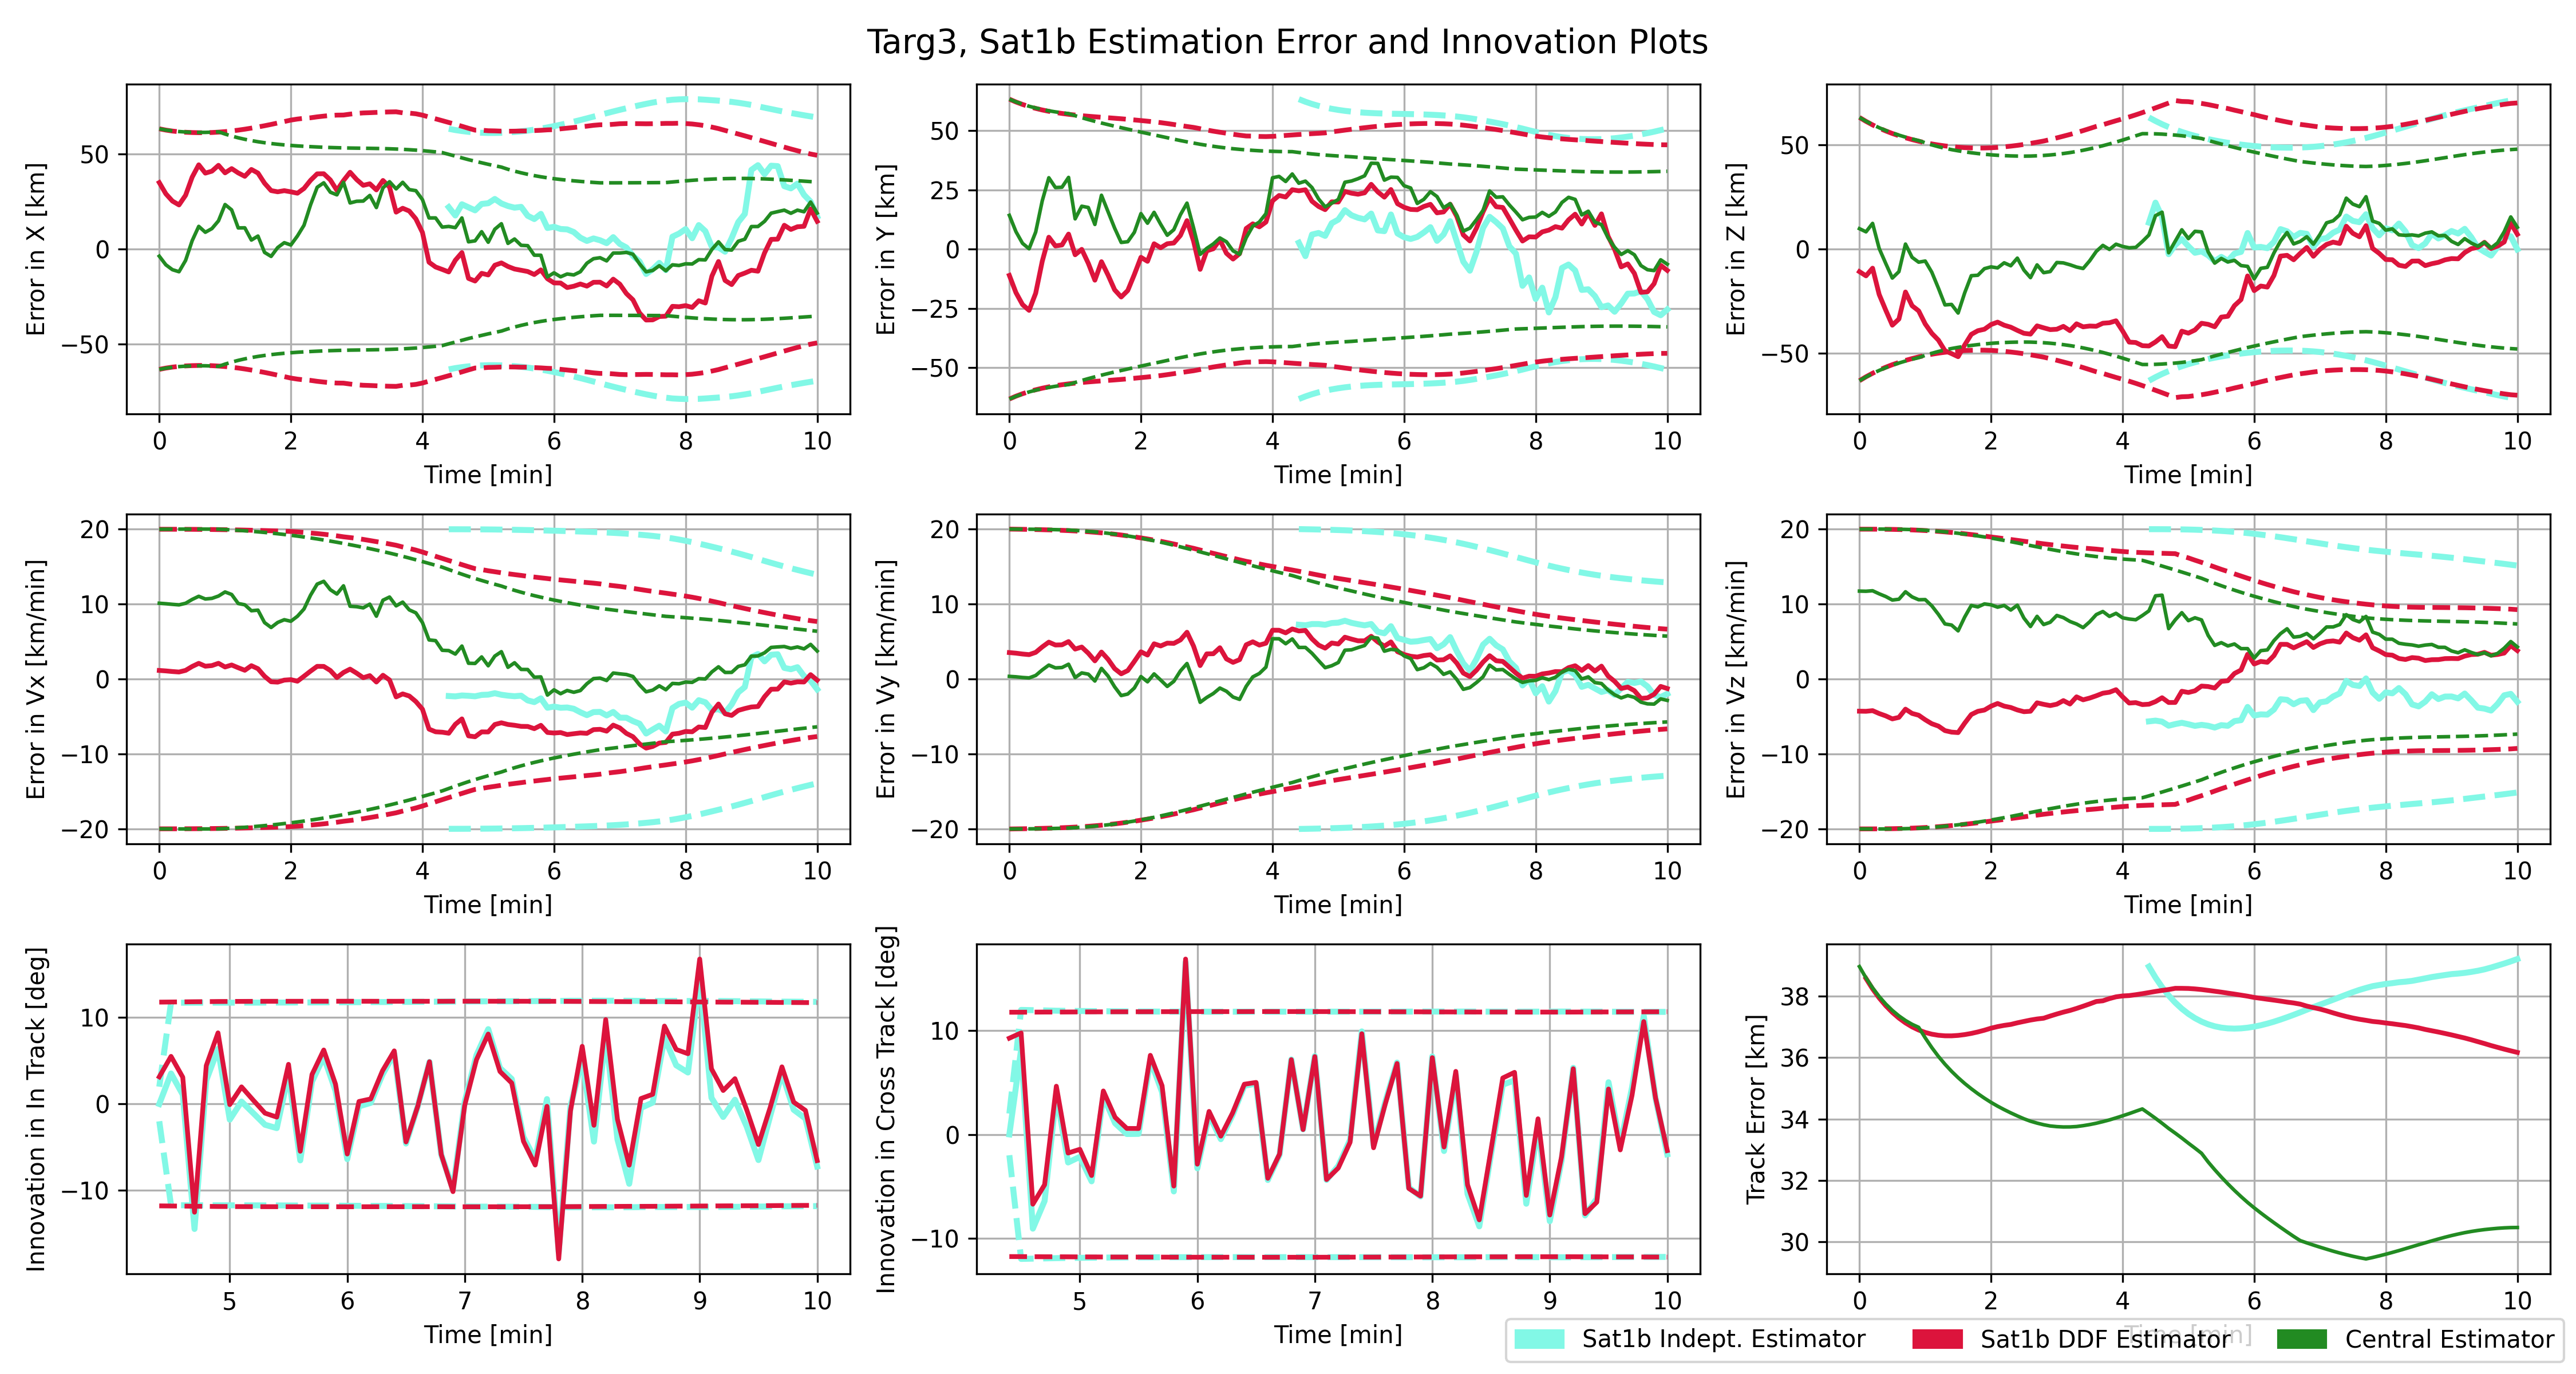 Targ3, Sat1b Estimation Error and Innovation Plots
Error in X [km]
50
0
−50
0 2 4 6 8 10
Time [min]
Error in Y [km]
50
25
0
−25
−50
0 2 4 6 8 10
Time [min]
Error in Z [km]
50
0
−50
0 2 4 6 8 10
Time [min]
Error in Vx [km/min]
20
10
0
−10
−20
0 2 4 6 8 10
Time [min]
Error in Vy [km/min]
20
10
0
−10
−20
0 2 4 6 8 10
Time [min]
Error in Vz [km/min]
20
10
0
−10
−20
0 2 4 6 8 10
Time [min]
Innovation in In Track [deg]
10
0
−10
5 6 7 8 9 10
Time [min]
Innovation in Cross Track [deg]
10
0
−10
5 6 7 8 9 10
Time [min]
Track Error [km]
38
36
34
32
30
0 2 4 6 8 10
Time [min]
Sat1b Indept. Estimator Sat1b DDF Estimator Central Estimator